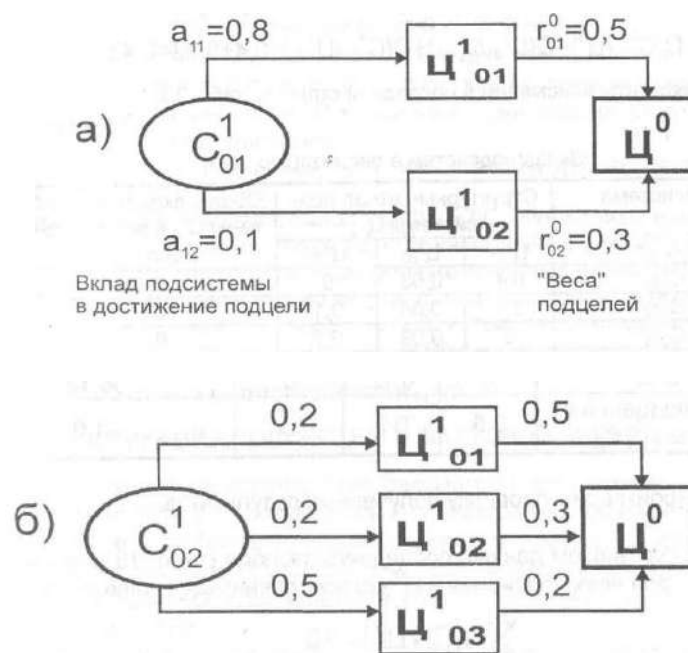 a₁₁=0,8
Ц¹₀₁
r⁰₀₁=0,5
а)
C¹₀₁
Ц⁰
Ц¹₀₂
a₁₂=0,1
r⁰₀₂=0,3
Вклад подсистемы
в достижение подцели
"Веса"
подцелей
0,2
Ц¹₀₁
0,5
б)
C¹₀₂
0,2
Ц¹₀₂
0,3
Ц⁰
0,5
Ц¹₀₃
0,2